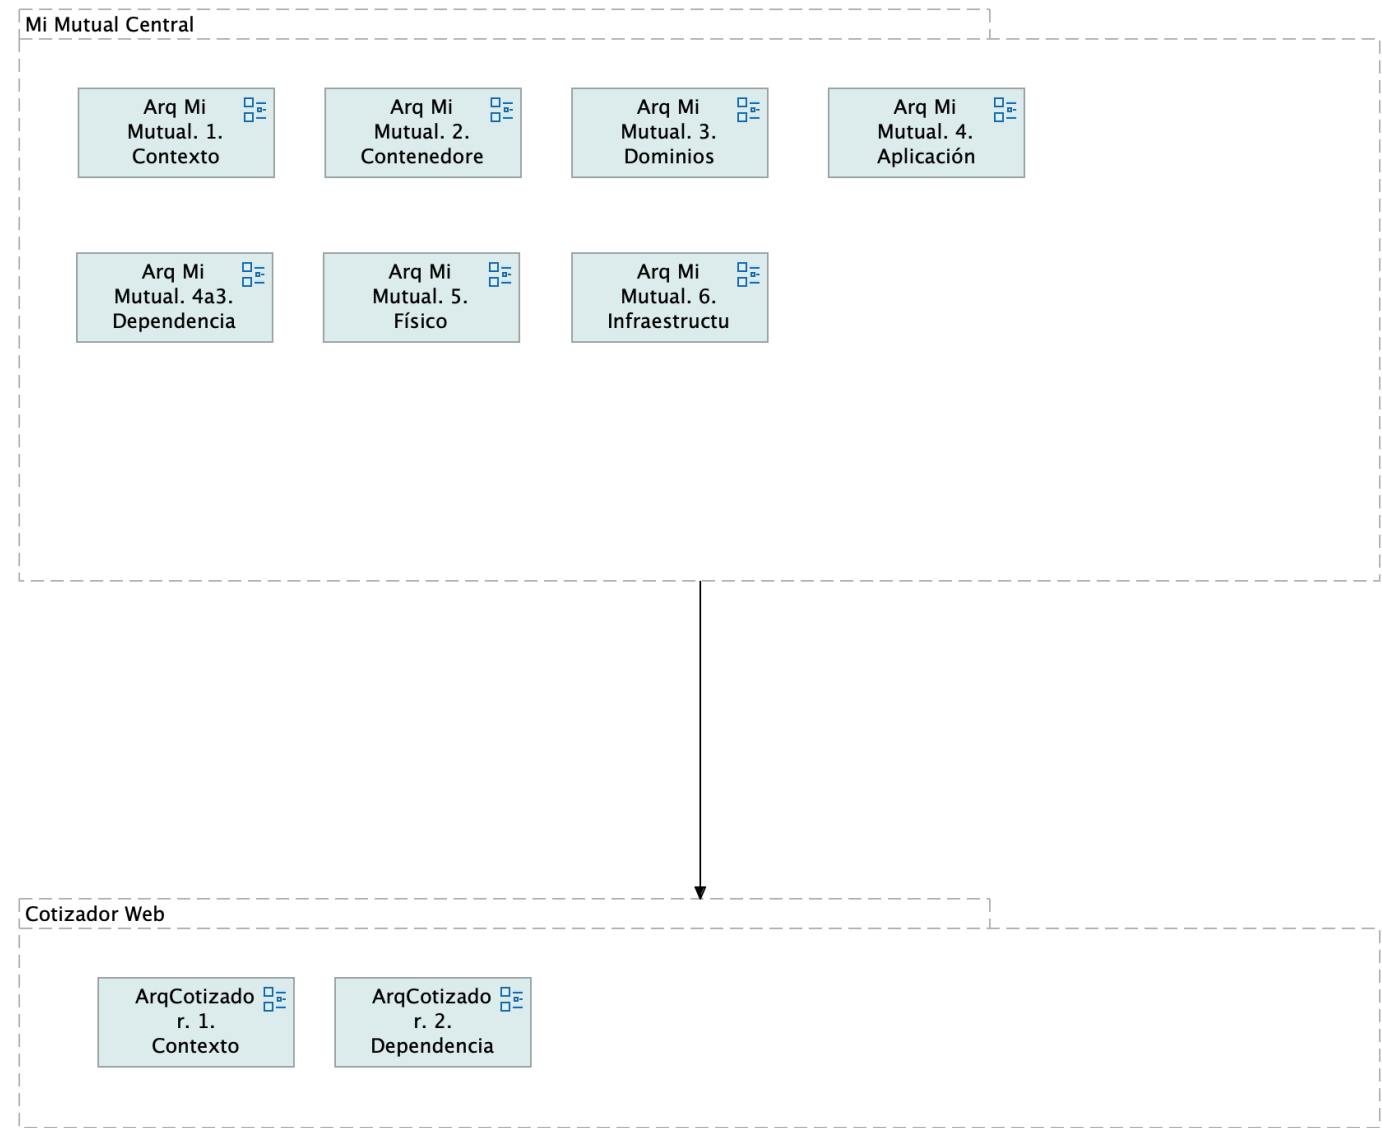 Mi Mutual Central
Arq Mi
Mutual. 1.
Contexto
Arq Mi
Mutual. 2.
Contenedore
Arq Mi
Mutual. 3.
Dominios
Arq Mi
Mutual. 4.
Aplicación
Arq Mi
Mutual. 4a3.
Dependencia
Arq Mi
Mutual. 5.
Físico
Arq Mi
Mutual. 6.
Infraestructu
Cotizador Web
ArqCotizado
r. 1.
Contexto
ArqCotizado
r. 2.
Dependencia